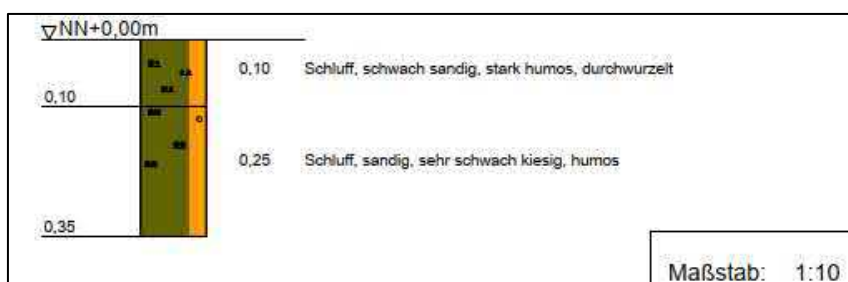 NN+0,00m
0,10 Schluff, schwach sandig, stark humos, durchwurzelt
0,10
0,25 Schluff, sandig, sehr schwach kiesig, humos
0,35
Maßstab: 1:10